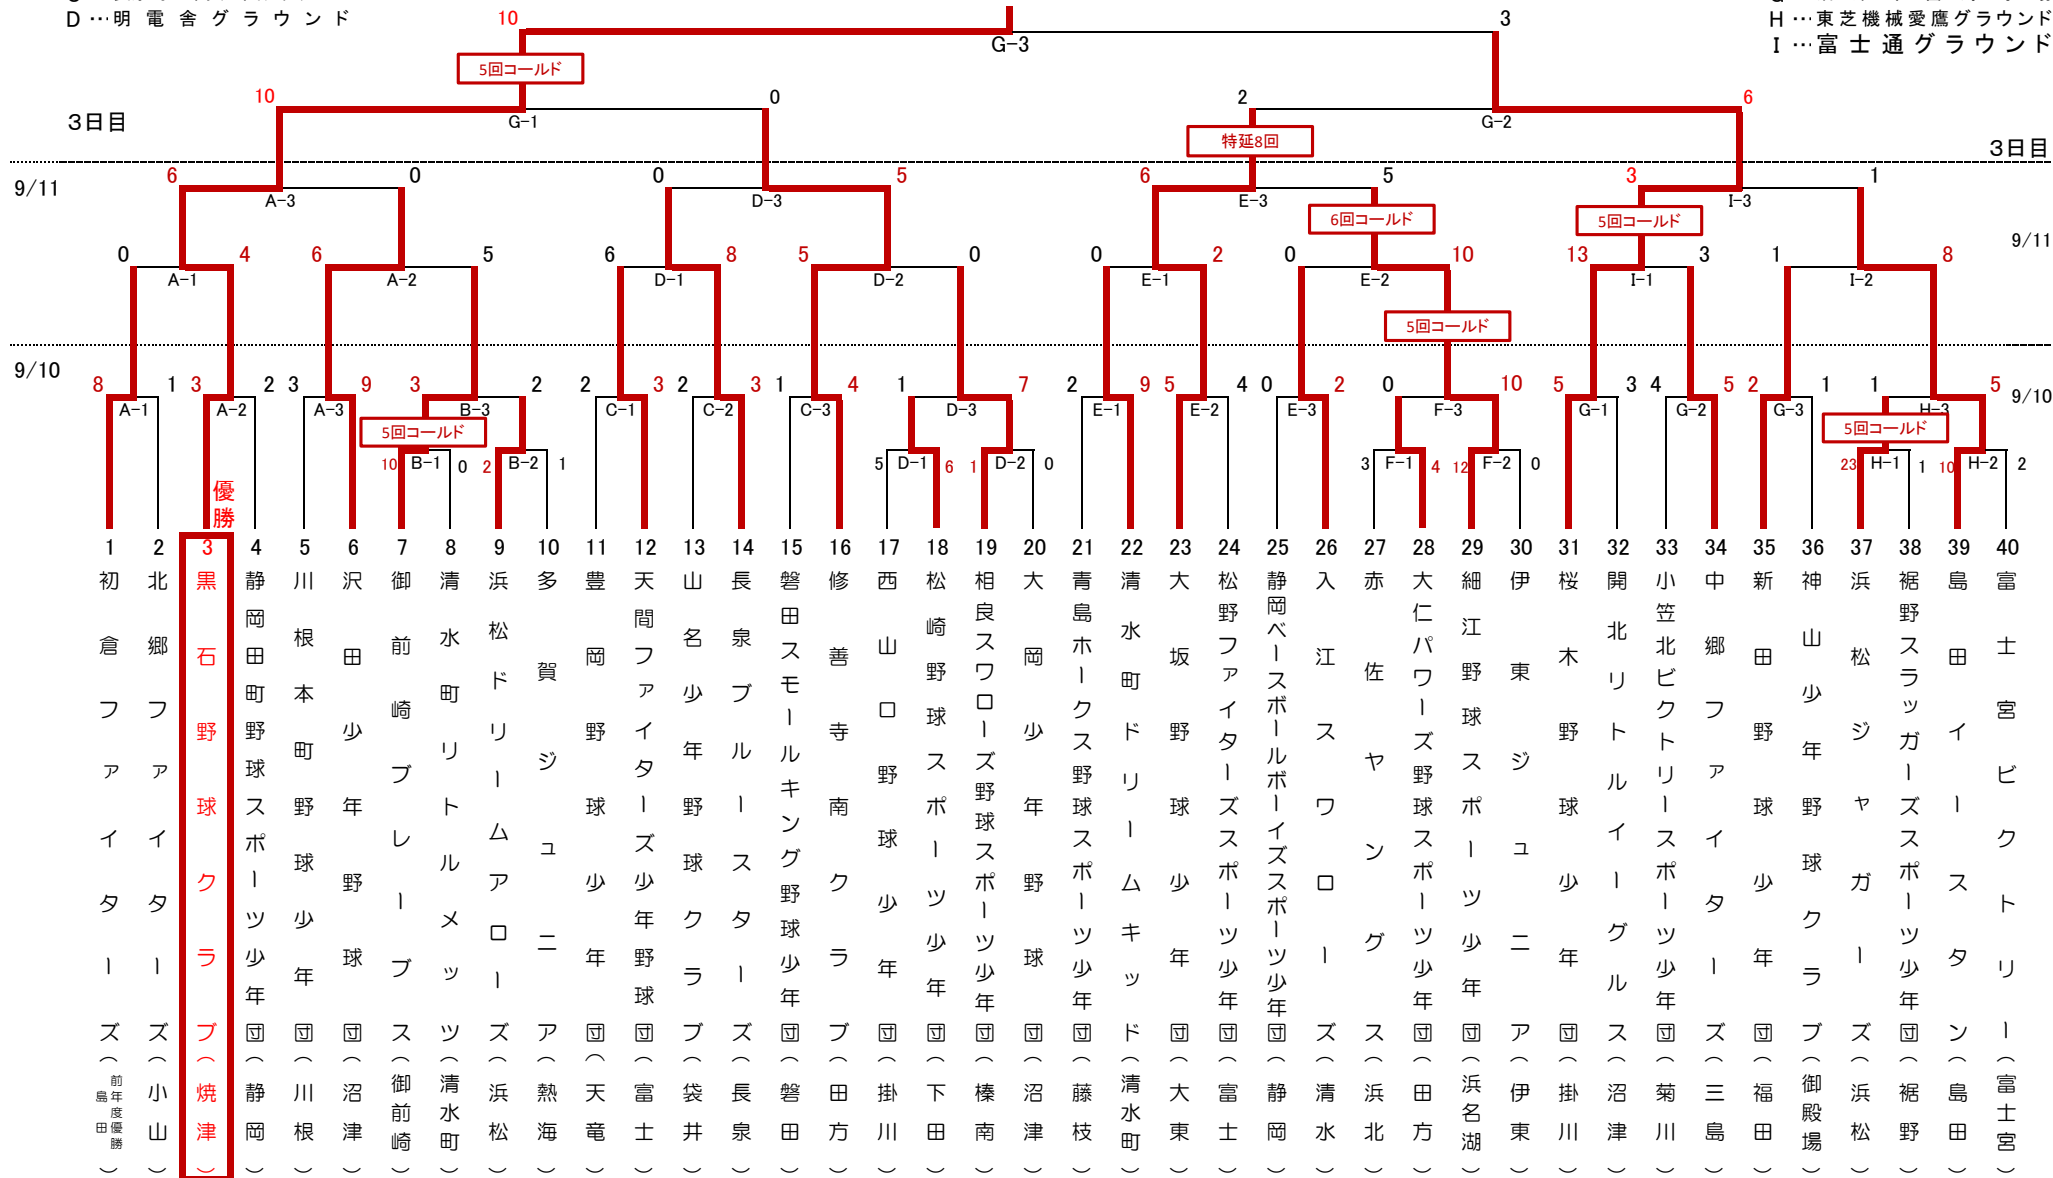 D…明電舎グラウンド
H…東芝機械愛鷹グラウンド
I…富士通グラウンド
10 3
G-3
5回コールド
10 0 2 6
G-1 G-2
3日目 特延8回 3日目
9/11 6 0 0 5 6 5 3 1
A-3 D-3 E-3 I-3
6回コールド 5回コールド
0 4 6 5 6 8 5 0 0 2 0 10 13 3 1 8 9/11
A-1 A-2 D-1 D-2 E-1 E-2 I-1 I-2
5回コールド
9/10 8 1 3 2 3 9 3 2 2 3 2 3 1 4 1 7 2 9 5 4 0 2 0 10 5 3 4 5 2 1 1 5 9/10
A-1 A-2 A-3 B-3 C-1 C-2 C-3 D-3 E-1 E-2 E-3 F-3 G-1 G-2 G-3 H-3
5回コールド 5回コールド
10 B-1 0 2 B-2 1 5 D-1 6 1 D-2 0 3 F-1 4 12 F-2 0 23 H-1 1 10 H-2 2
優勝
1 初倉ファイターズ（島田 前年度優勝）
2 北郷ファイターズ（小山）
3 黒石野球クラブ（焼津）
4 静岡田町野球スポーツ少年団（静岡）
5 川根本町野球少年団（川根）
6 沢田少年野球団（沼津）
7 御前崎ブレーブス（御前崎）
8 清水町リトルメッツ（清水町）
9 浜松ドリームアローズ（浜松）
10 多賀ジュニア（熱海）
11 豊岡野球少年団（天竜）
12 天間ファイターズ少年野球団（富士）
13 山名少年野球クラブ（袋井）
14 長泉ブルースターズ（長泉）
15 磐田スモールキング野球少年団（磐田）
16 修善寺南クラブ（田方）
17 西山口野球少年団（掛川）
18 松崎野球スポーツ少年団（下田）
19 相良スワローズ野球スポーツ少年団（榛南）
20 大岡少年野球団（沼津）
21 青島ホークス野球スポーツ少年団（藤枝）
22 清水町ドリームキッド（清水町）
23 大坂野球少年団（大東）
24 松野ファイターズスポーツ少年団（富士）
25 静岡ベースボールボーイズスポーツ少年団（静岡）
26 入江スワローズ（清水）
27 赤佐ヤングス（浜北）
28 大仁パワーズ野球スポーツ少年団（田方）
29 細江野球スポーツ少年団（浜名湖）
30 伊東ジュニア（伊東）
31 桜木野球少年団（掛川）
32 開北リトルイーグルス（沼津）
33 小笠北ビクトリースポーツ少年団（菊川）
34 中郷ファイターズ（三島）
35 新田野球少年団（福田）
36 神山少年野球クラブ（御殿場）
37 浜松ジャガーズ（浜松）
38 裾野スラッガーズスポーツ少年団（裾野）
39 島田イースタン（島田）
40 富士宮ビクトリー（富士宮）